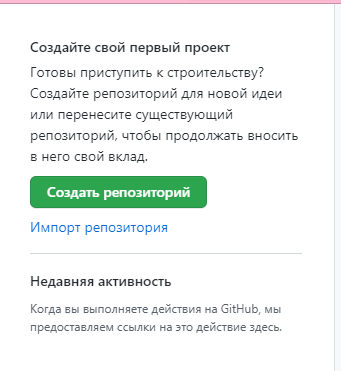 Создайте свой первый проект
Готовы приступить к строительству?
Создайте репозиторий для новой идеи
или перенесите существующий
репозиторий, чтобы продолжать вносить
в него свой вклад.
Создать репозиторий
Импорт репозитория
Недавняя активность
Когда вы выполняете действия на GitHub, мы
предоставляем ссылки на это действие здесь.